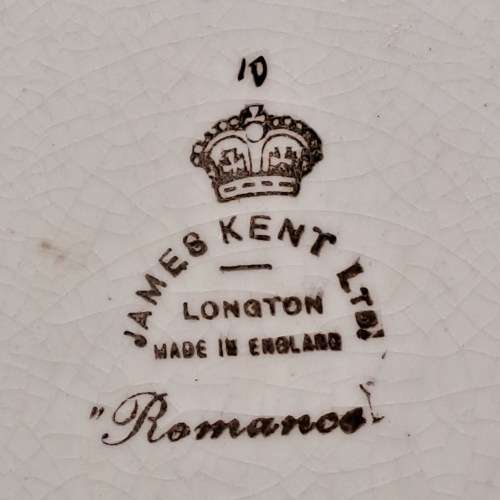 10
JAMES KENT LTD.
LONGTON
MADE IN ENGLAND
"Romance"